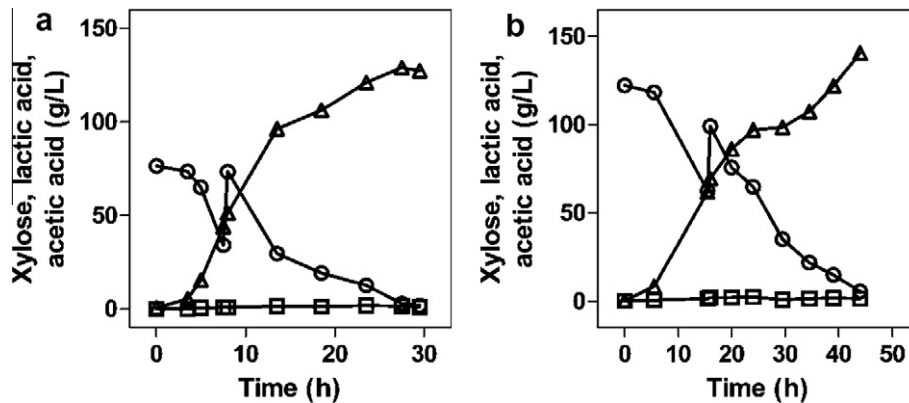 a
150
100
50
0
Xylose, lactic acid,
acetic acid (g/L)
0 10 20 30
Time (h)
b
150
100
50
0
Xylose, lactic acid,
acetic acid (g/L)
0 10 20 30 40 50
Time (h)